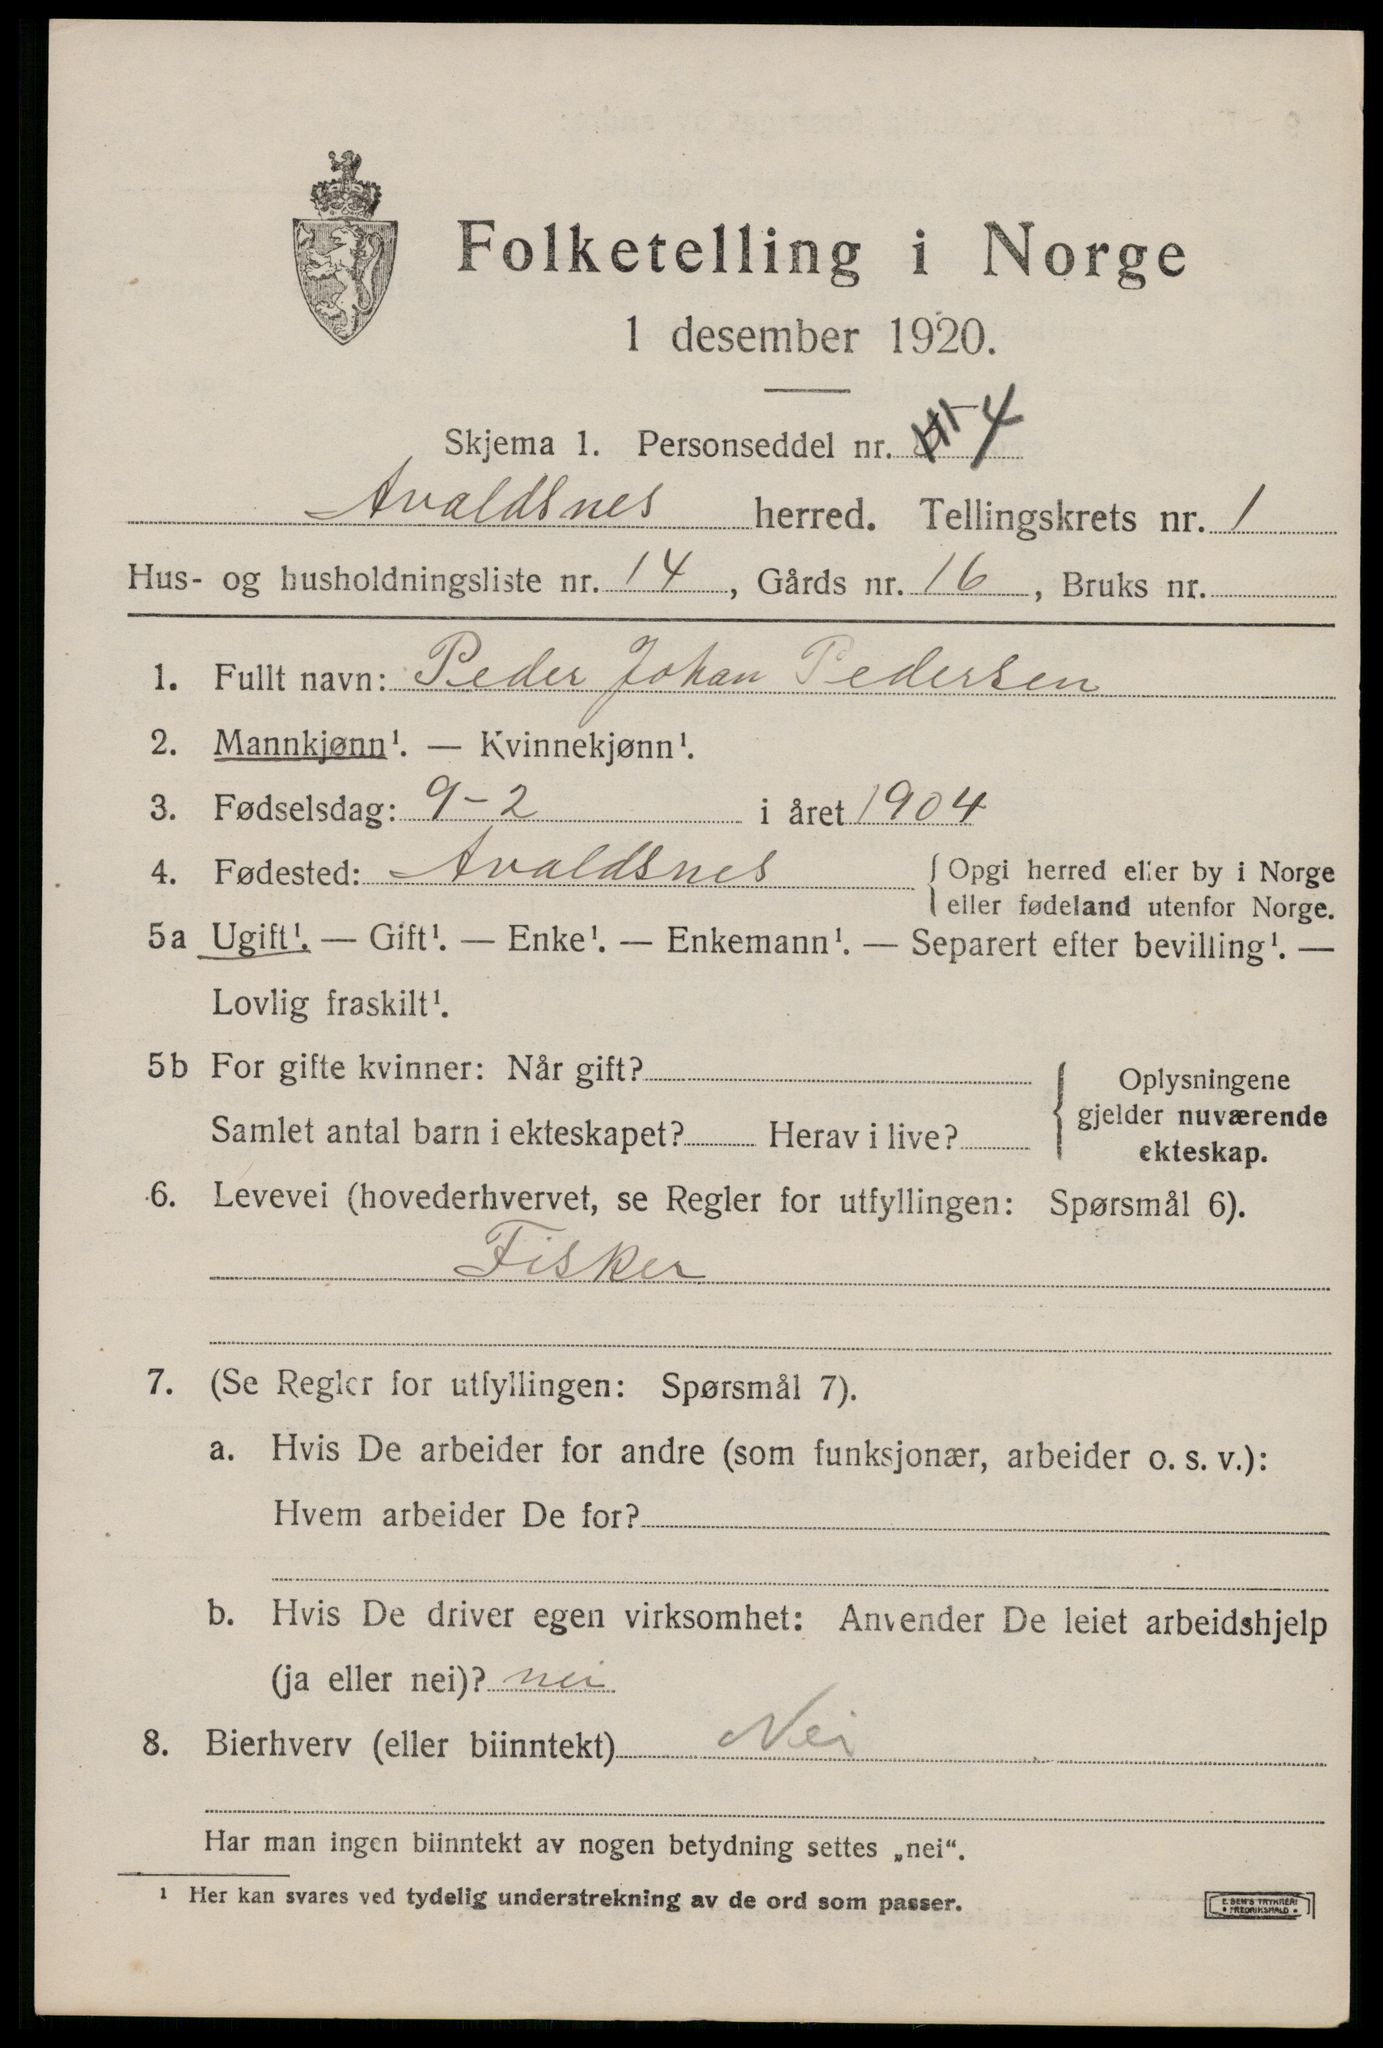 Folketelling i Norge
1 desember 1920.
Skjema 1. Personseddel nr. 4
Avaldsnes herred. Tellingskrets nr. 1
Hus- og husholdningsliste nr. 14, Gårds nr. 16, Bruks nr.
1. Fullt navn: Peder Johan Pedersen
2. Mannkjønn¹. — Kvinnekjønn¹.
3. Fødselsdag: 9-2 i året 1904
4. Fødested: Avaldsnes { Opgi herred eller by i Norge
eller fødeland utenfor Norge.
5a Ugift¹. — Gift¹. — Enke¹. — Enkemann¹. — Separert efter bevilling¹. —
Lovlig fraskilt¹.
5b For gifte kvinner: Når gift?
Samlet antal barn i ekteskapet? Herav i live?
{ Oplysningene
gjelder nuværende
ekteskap.
6. Levevei (hovederhvervet, se Regler for utfyllingen: Spørsmål 6).
Fisker
7. (Se Regler for utfyllingen: Spørsmål 7).
a. Hvis De arbeider for andre (som funksjonær, arbeider o. s. v.):
Hvem arbeider De for?
b. Hvis De driver egen virksomhet: Anvender De leiet arbeidshjelp
(ja eller nei)? nei
8. Bierhverv (eller biinntekt) Nei
Har man ingen biinntekt av nogen betydning settes „nei“.
¹ Her kan svares ved tydelig understrekning av de ord som passer.
E. SEM'S TRYKKERI
FREDRIKSHALD